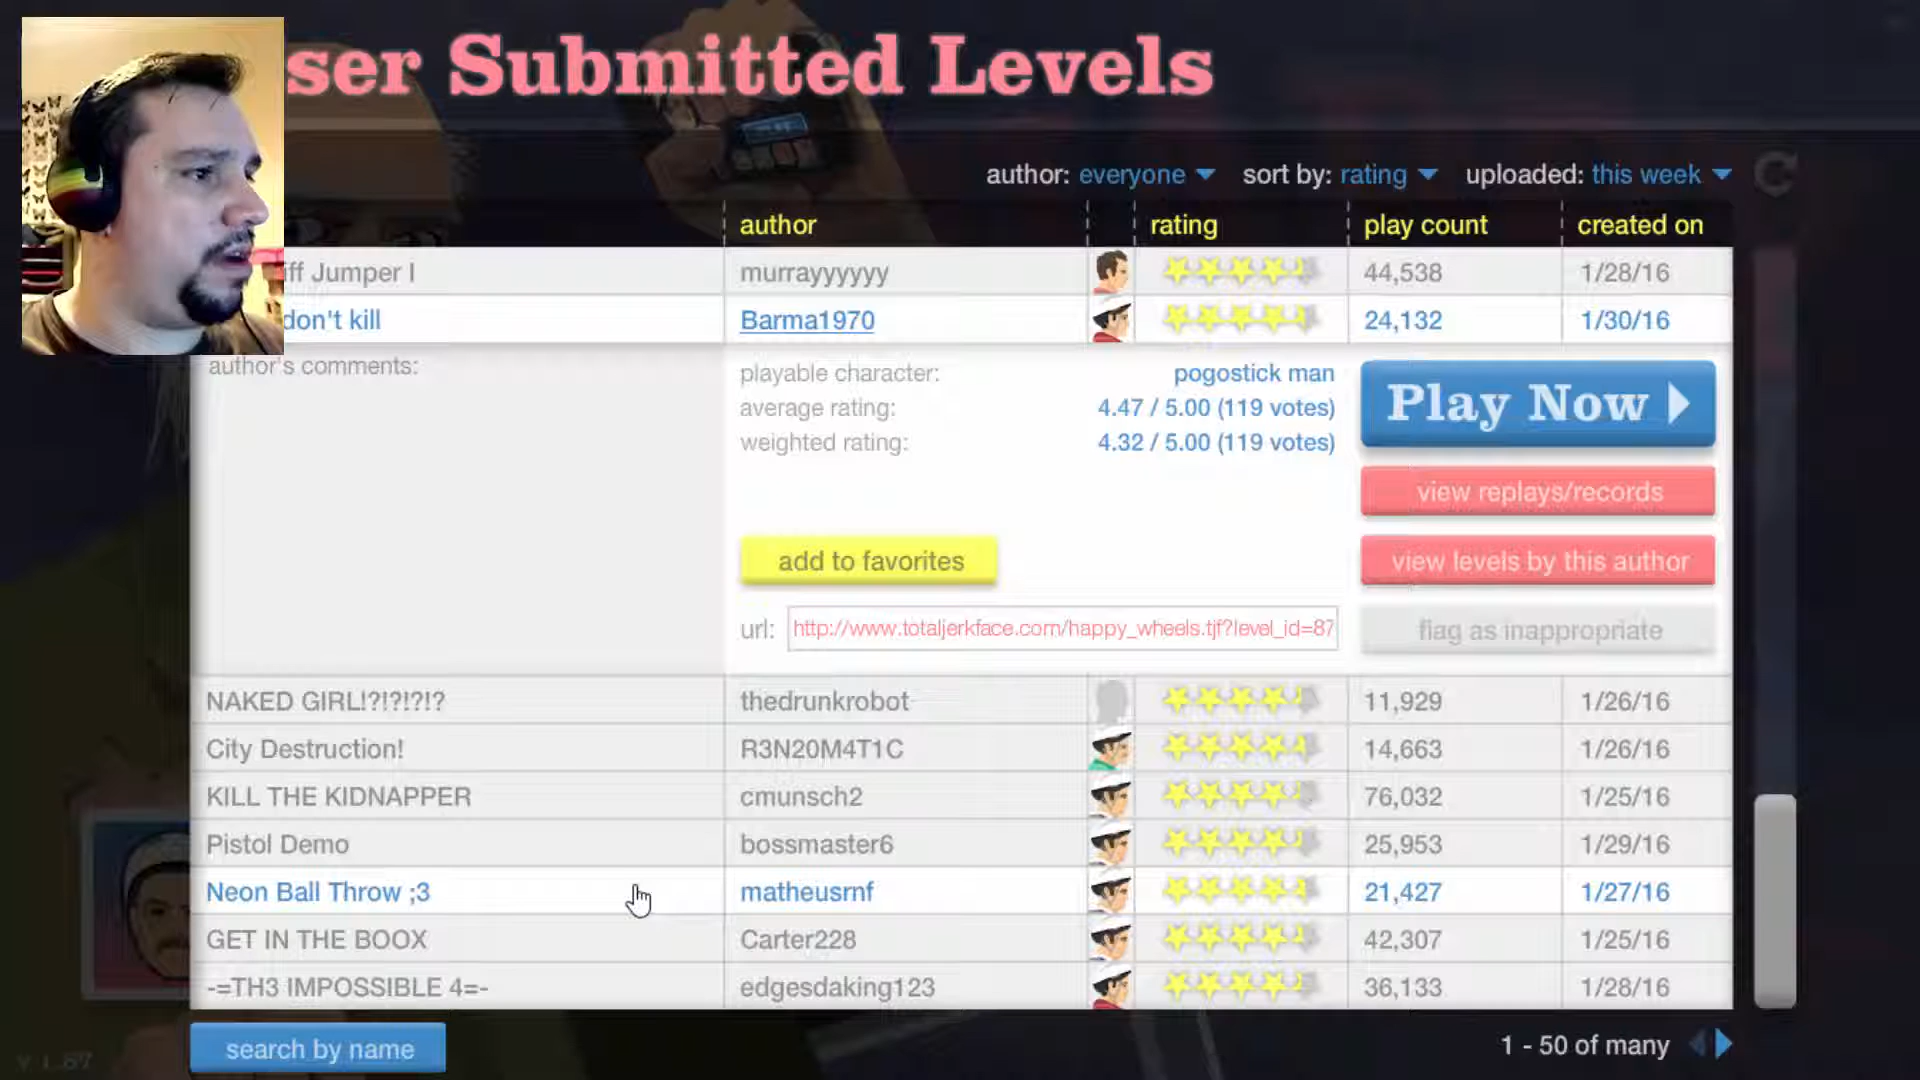 ser Submitted Levels
author: everyone sort by: rating uploaded: this week
author rating play count created on
ff Jumper I murrayyyyyy 44,538 1/28/16
don't kill Barma1970 24,132 1/30/16
author's comments:
playable character: pogostick man
average rating: 4.47 / 5.00 (119 votes)
weighted rating: 4.32 / 5.00 (119 votes)
Play Now
view replays/records
add to favorites
view levels by this author
url: http://www.totaljerkface.com/happy_wheels.tjf?level_id=87
flag as inappropriate
NAKED GIRL!?!?!?!? thedrunkrobot 11,929 1/26/16
City Destruction! R3N20M4T1C 14,663 1/26/16
KILL THE KIDNAPPER cmunsch2 76,032 1/25/16
Pistol Demo bossmaster6 25,953 1/29/16
Neon Ball Throw ;3 matheusrnf 21,427 1/27/16
GET IN THE BOOX Carter228 42,307 1/25/16
-=TH3 IMPOSSIBLE 4=- edgesdaking123 36,133 1/28/16
search by name
1 - 50 of many
v 1.87